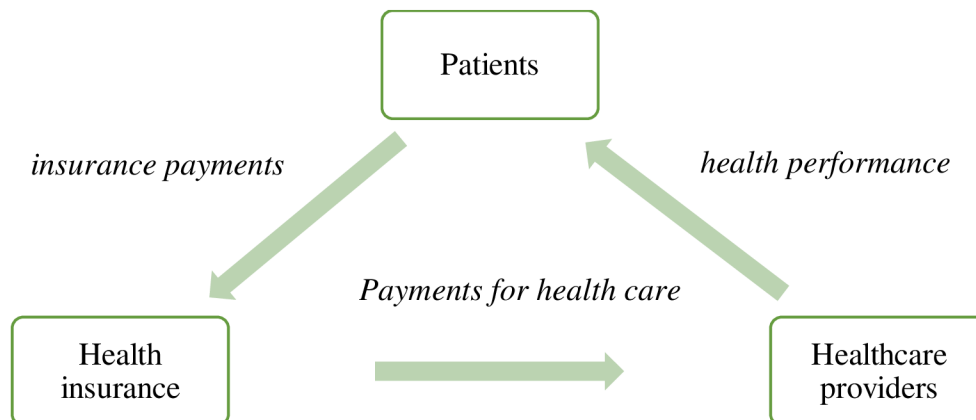 Patients
insurance payments
health performance
Payments for health care
Health
insurance
Healthcare
providers